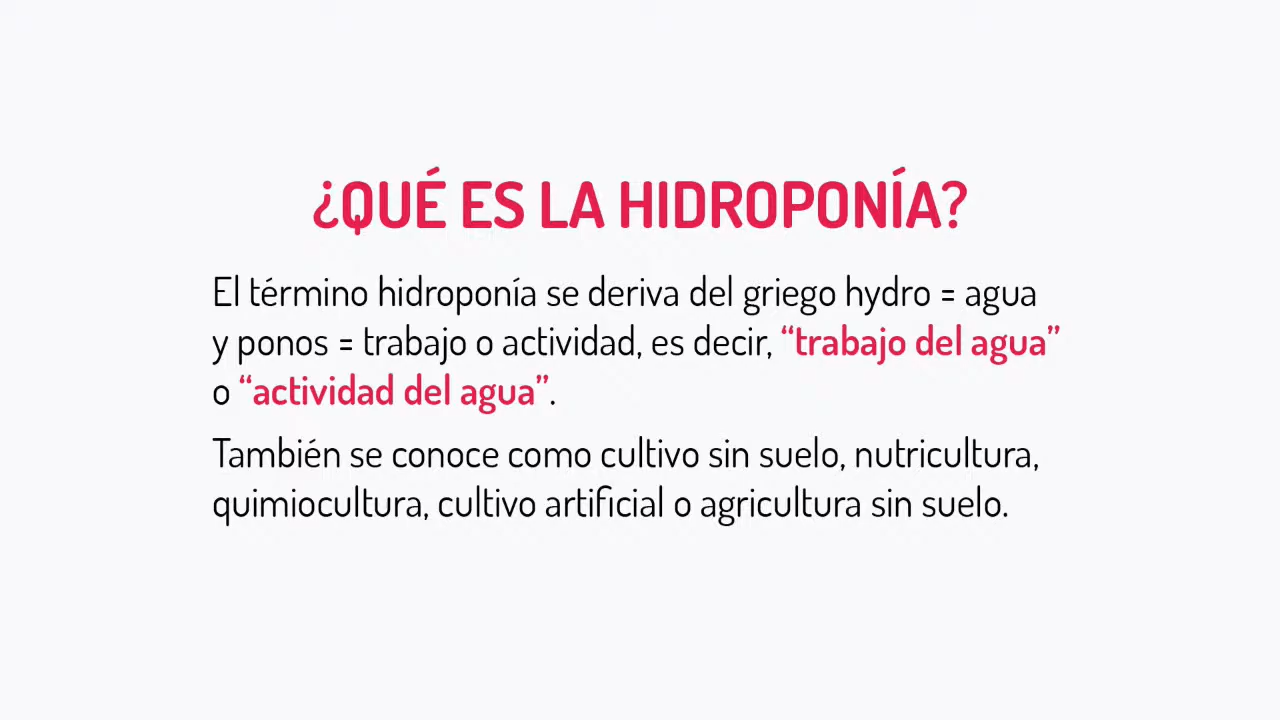 ¿QUÉ ES LA HIDROPONÍA?
El término hidroponía se deriva del griego hydro = agua
y ponos = trabajo o actividad, es decir, “trabajo del agua”
o “actividad del agua”.
También se conoce como cultivo sin suelo, nutricultura,
quimiocultura, cultivo artificial o agricultura sin suelo.